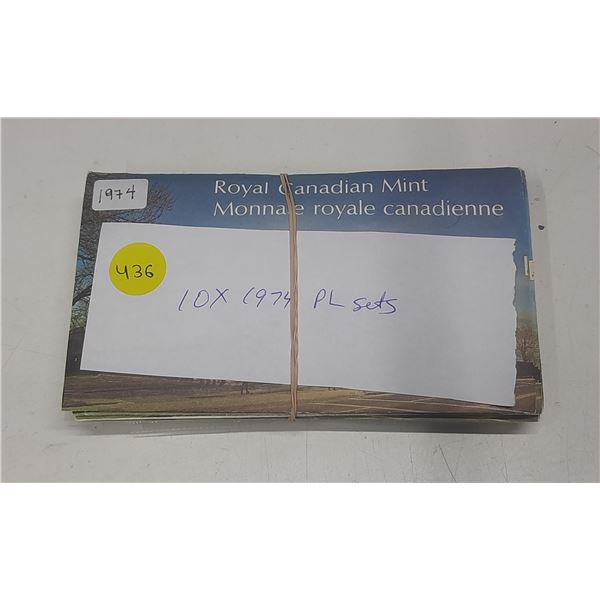 1974
Royal Canadian Mint
Monnaie royale canadienne
436
10X 1974 PL sets